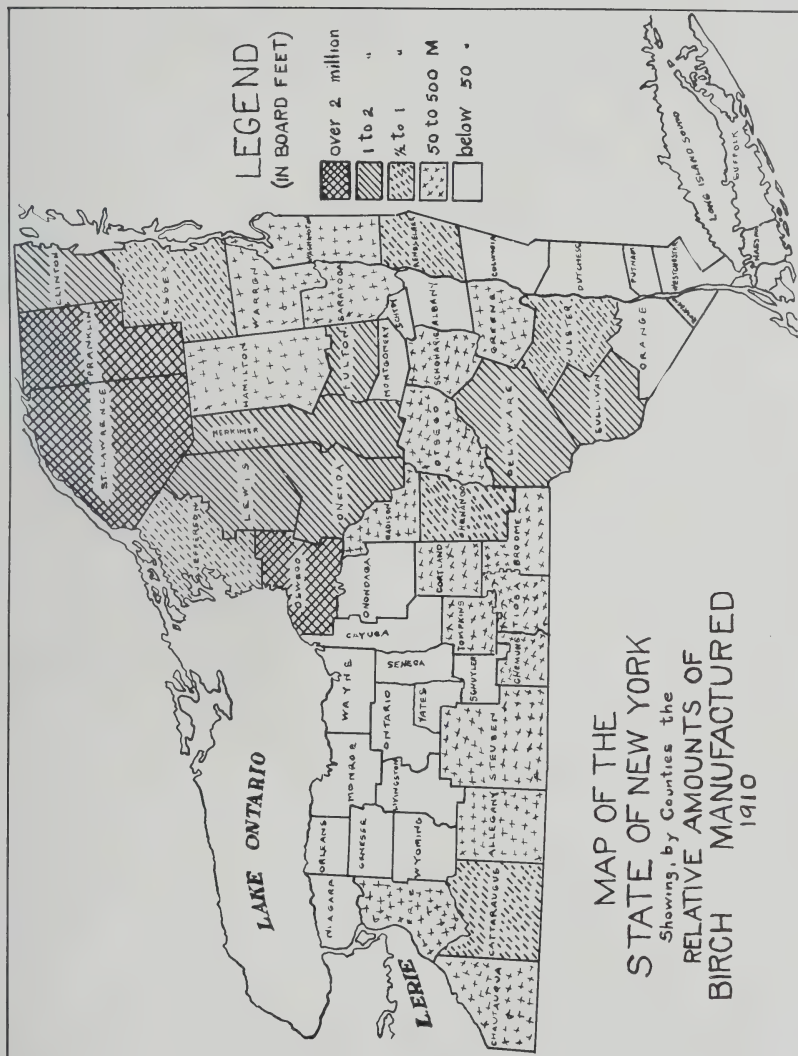 LEGEND
(IN BOARD FEET)
over 2 million
1 to 2 "
½ to 1 "
50 to 500 M
below 50 "
MAP OF THE
STATE OF NEW YORK
Showing, by Counties the
RELATIVE AMOUNTS OF
BIRCH MANUFACTURED
1910
LAKE ONTARIO
L.ERIE
LONG ISLAND SOUND
CLINTON
FRANKLIN
ST. LAWRENCE
ESSEX
JEFFERSON
LEWIS
HERKIMER
HAMILTON
WARREN
WASHINGTON
SARATOGA
FULTON
MONTGOMERY
SCHEN.
OSWEGO
ONEIDA
MADISON
ONONDAGA
CAYUGA
WAYNE
SENECA
ONTARIO
YATES
MONROE
LIVINGSTON
ORLEANS
GENESEE
WYOMING
NIAGARA
ERIE
CHAUTAUQUA
CATTARAUGUS
ALLEGANY
STEUBEN
SCHUYLER
CHEMUNG
TOMPKINS
TIOGA
CORTLAND
BROOME
CHENANGO
OTSEGO
SCHOHARIE
ALBANY
RENSSELAER
COLUMBIA
GREENE
DELAWARE
ULSTER
SULLIVAN
ORANGE
DUTCHESS
PUTNAM
WESTCHESTER
NASSAU
SUFFOLK